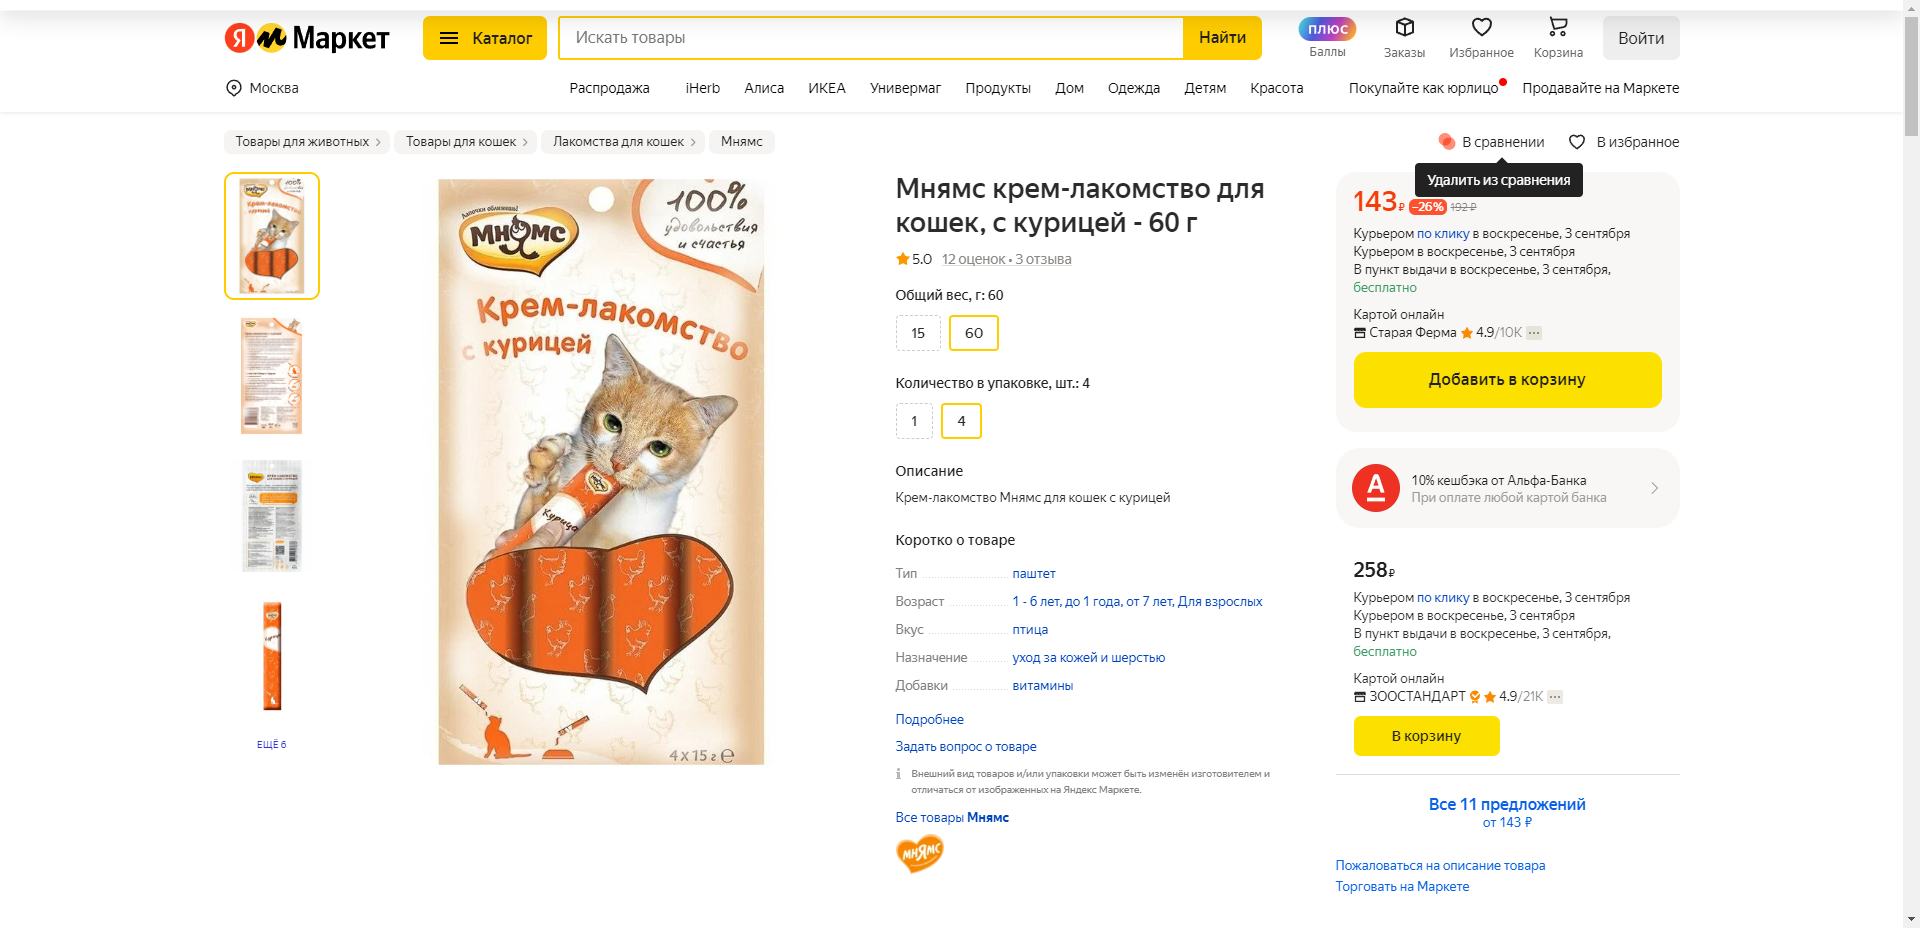 Я Маркет
Каталог
Искать товары
Найти
плюс
Баллы
Заказы
Избранное
Корзина
Войти
Москва
Распродажа
iHerb
Алиса
ИКЕА
Универмаг
Продукты
Дом
Одежда
Детям
Красота
Покупайте как юрлицо
Продавайте на Маркете
Товары для животных
Товары для кошек
Лакомства для кошек
Мнямс
В сравнении
В избранное
Удалить из сравнения
ЕЩЁ 6
Лапочки оближешь!
Мнямс
100%
удовольствия
и счастья
Крем-лакомство
с курицей
Курица
4 x 15 г e
Мнямс крем-лакомство для
кошек, с курицей - 60 г
5.0 12 оценок • 3 отзыва
Общий вес, г: 60
15 60
Количество в упаковке, шт.: 4
1 4
Описание
Крем-лакомство Мнямс для кошек с курицей
Коротко о товаре
Тип паштет
Возраст 1 - 6 лет, до 1 года, от 7 лет, Для взрослых
Вкус птица
Назначение уход за кожей и шерстью
Добавки витамины
Подробнее
Задать вопрос о товаре
Внешний вид товаров и/или упаковки может быть изменён изготовителем и
отличаться от изображенных на Яндекс Маркете.
Все товары Мнямс
Мнямс
143 ₽ –26% 192 ₽
Курьером по клику в воскресенье, 3 сентября
Курьером в воскресенье, 3 сентября
В пункт выдачи в воскресенье, 3 сентября,
бесплатно
Картой онлайн
Старая Ферма 4.9/10K ...
Добавить в корзину
А
10% кешбэка от Альфа-Банка
При оплате любой картой банка
258 ₽
Курьером по клику в воскресенье, 3 сентября
Курьером в воскресенье, 3 сентября
В пункт выдачи в воскресенье, 3 сентября,
бесплатно
Картой онлайн
ЗООСТАНДАРТ 4.9/21K ...
В корзину
Все 11 предложений
от 143 ₽
Пожаловаться на описание товара
Торговать на Маркете